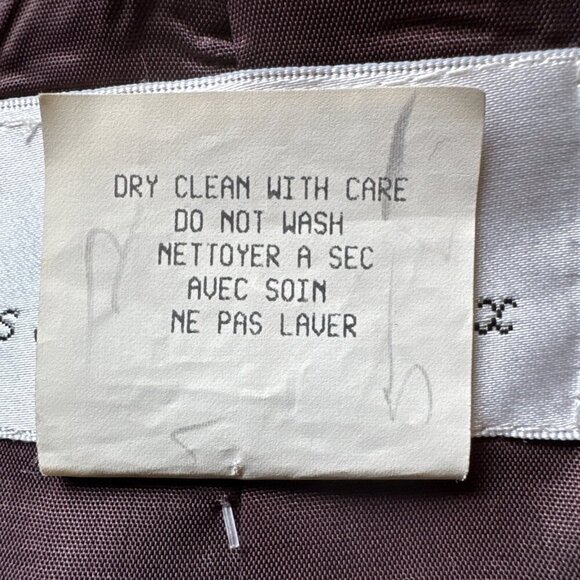 DRY CLEAN WITH CARE
DO NOT WASH
NETTOYER A SEC
AVEC SOIN
NE PAS LAVER